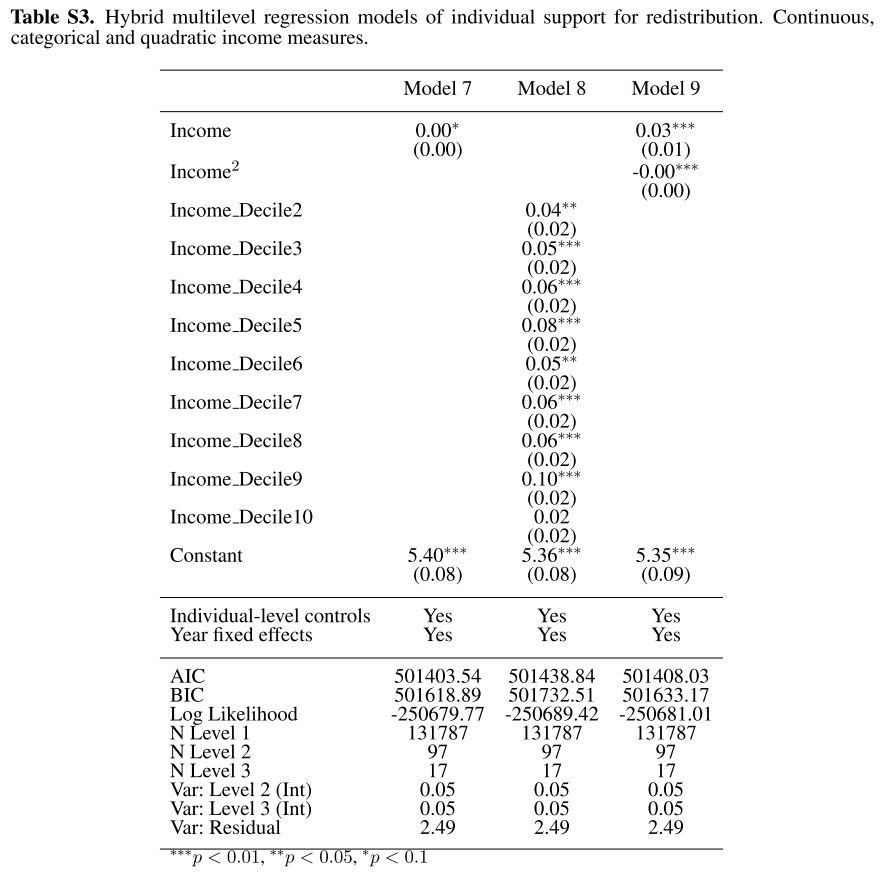 Table S3. Hybrid multilevel regression models of individual support for redistribution. Continuous,
categorical and quadratic income measures.
Model 7 Model 8 Model 9
Income 0.00* 0.03***
(0.00) (0.01)
Income² -0.00***
(0.00)
Income_Decile2 0.04**
(0.02)
Income_Decile3 0.05***
(0.02)
Income_Decile4 0.06***
(0.02)
Income_Decile5 0.08***
(0.02)
Income_Decile6 0.05**
(0.02)
Income_Decile7 0.06***
(0.02)
Income_Decile8 0.06***
(0.02)
Income_Decile9 0.10***
(0.02)
Income_Decile10 0.02
(0.02)
Constant 5.40*** 5.36*** 5.35***
(0.08) (0.08) (0.09)
Individual-level controls Yes Yes Yes
Year fixed effects Yes Yes Yes
AIC 501403.54 501438.84 501408.03
BIC 501618.89 501732.51 501633.17
Log Likelihood -250679.77 -250689.42 -250681.01
N Level 1 131787 131787 131787
N Level 2 97 97 97
N Level 3 17 17 17
Var: Level 2 (Int) 0.05 0.05 0.05
Var: Level 3 (Int) 0.05 0.05 0.05
Var: Residual 2.49 2.49 2.49
***p < 0.01, **p < 0.05, *p < 0.1